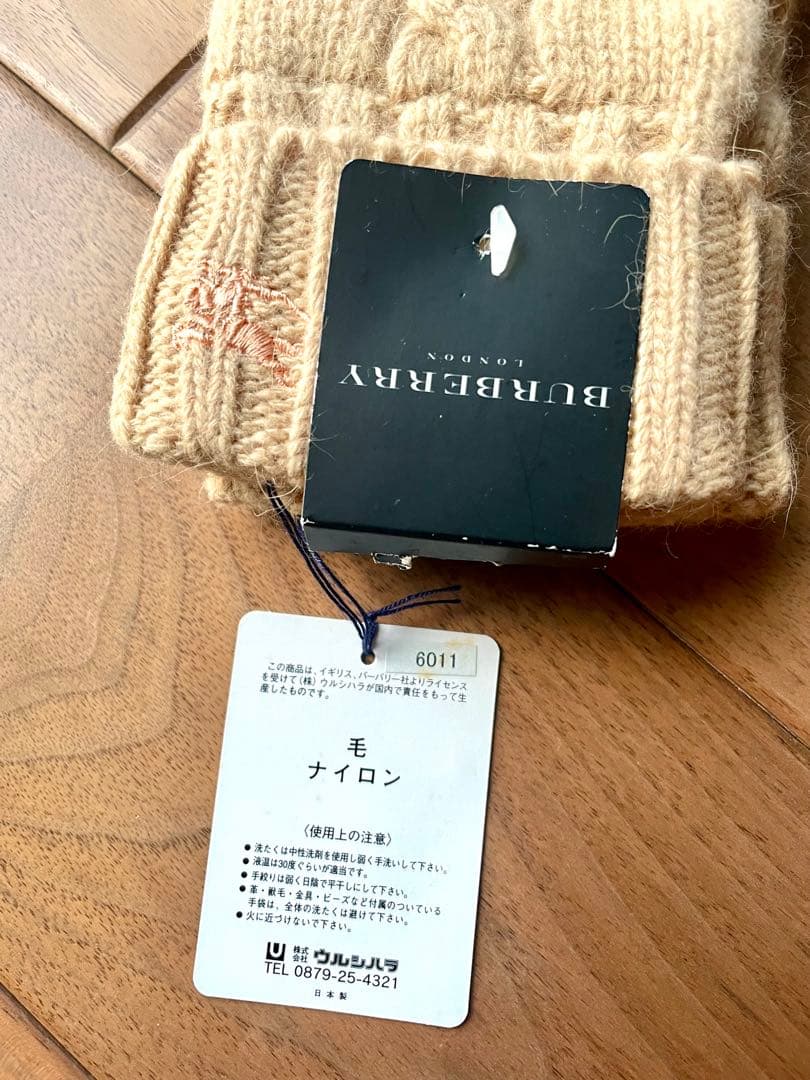 BURBERRY
LONDON
6011
この商品は、イギリス、バーバリー社よりライセンス
を受けて(株)ウルシハラが国内で責任をもって生
産したものです。
毛
ナイロン
〈使用上の注意〉
● 洗たくは中性洗剤を使用し弱く手洗いして下さい。
● 液温は30度ぐらいが適当です。
● 手絞りは弱く日陰で平干しにして下さい。
● 革・獣毛・金具・ビーズなど付属のついている
手袋は、全体の洗たくは避けて下さい。
● 火に近づけないで下さい。
U 株式会社 ウルシハラ
TEL 0879-25-4321
日本製